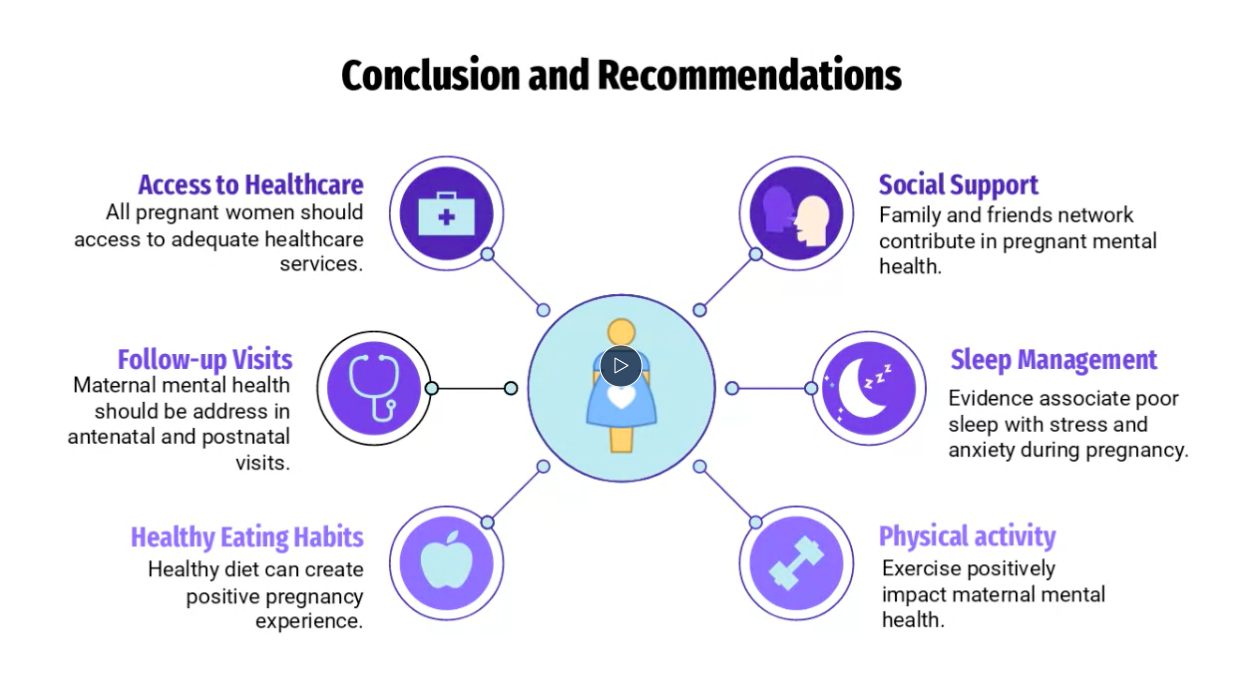 Conclusion and Recommendations
Access to Healthcare
All pregnant women should
access to adequate healthcare
services.
Social Support
Family and friends network
contribute in pregnant mental
health.
Follow-up Visits
Maternal mental health
should be address in
antenatal and postnatal
visits.
Sleep Management
Evidence associate poor
sleep with stress and
anxiety during pregnancy.
z z z
Healthy Eating Habits
Healthy diet can create
positive pregnancy
experience.
Physical activity
Exercise positively
impact maternal mental
health.